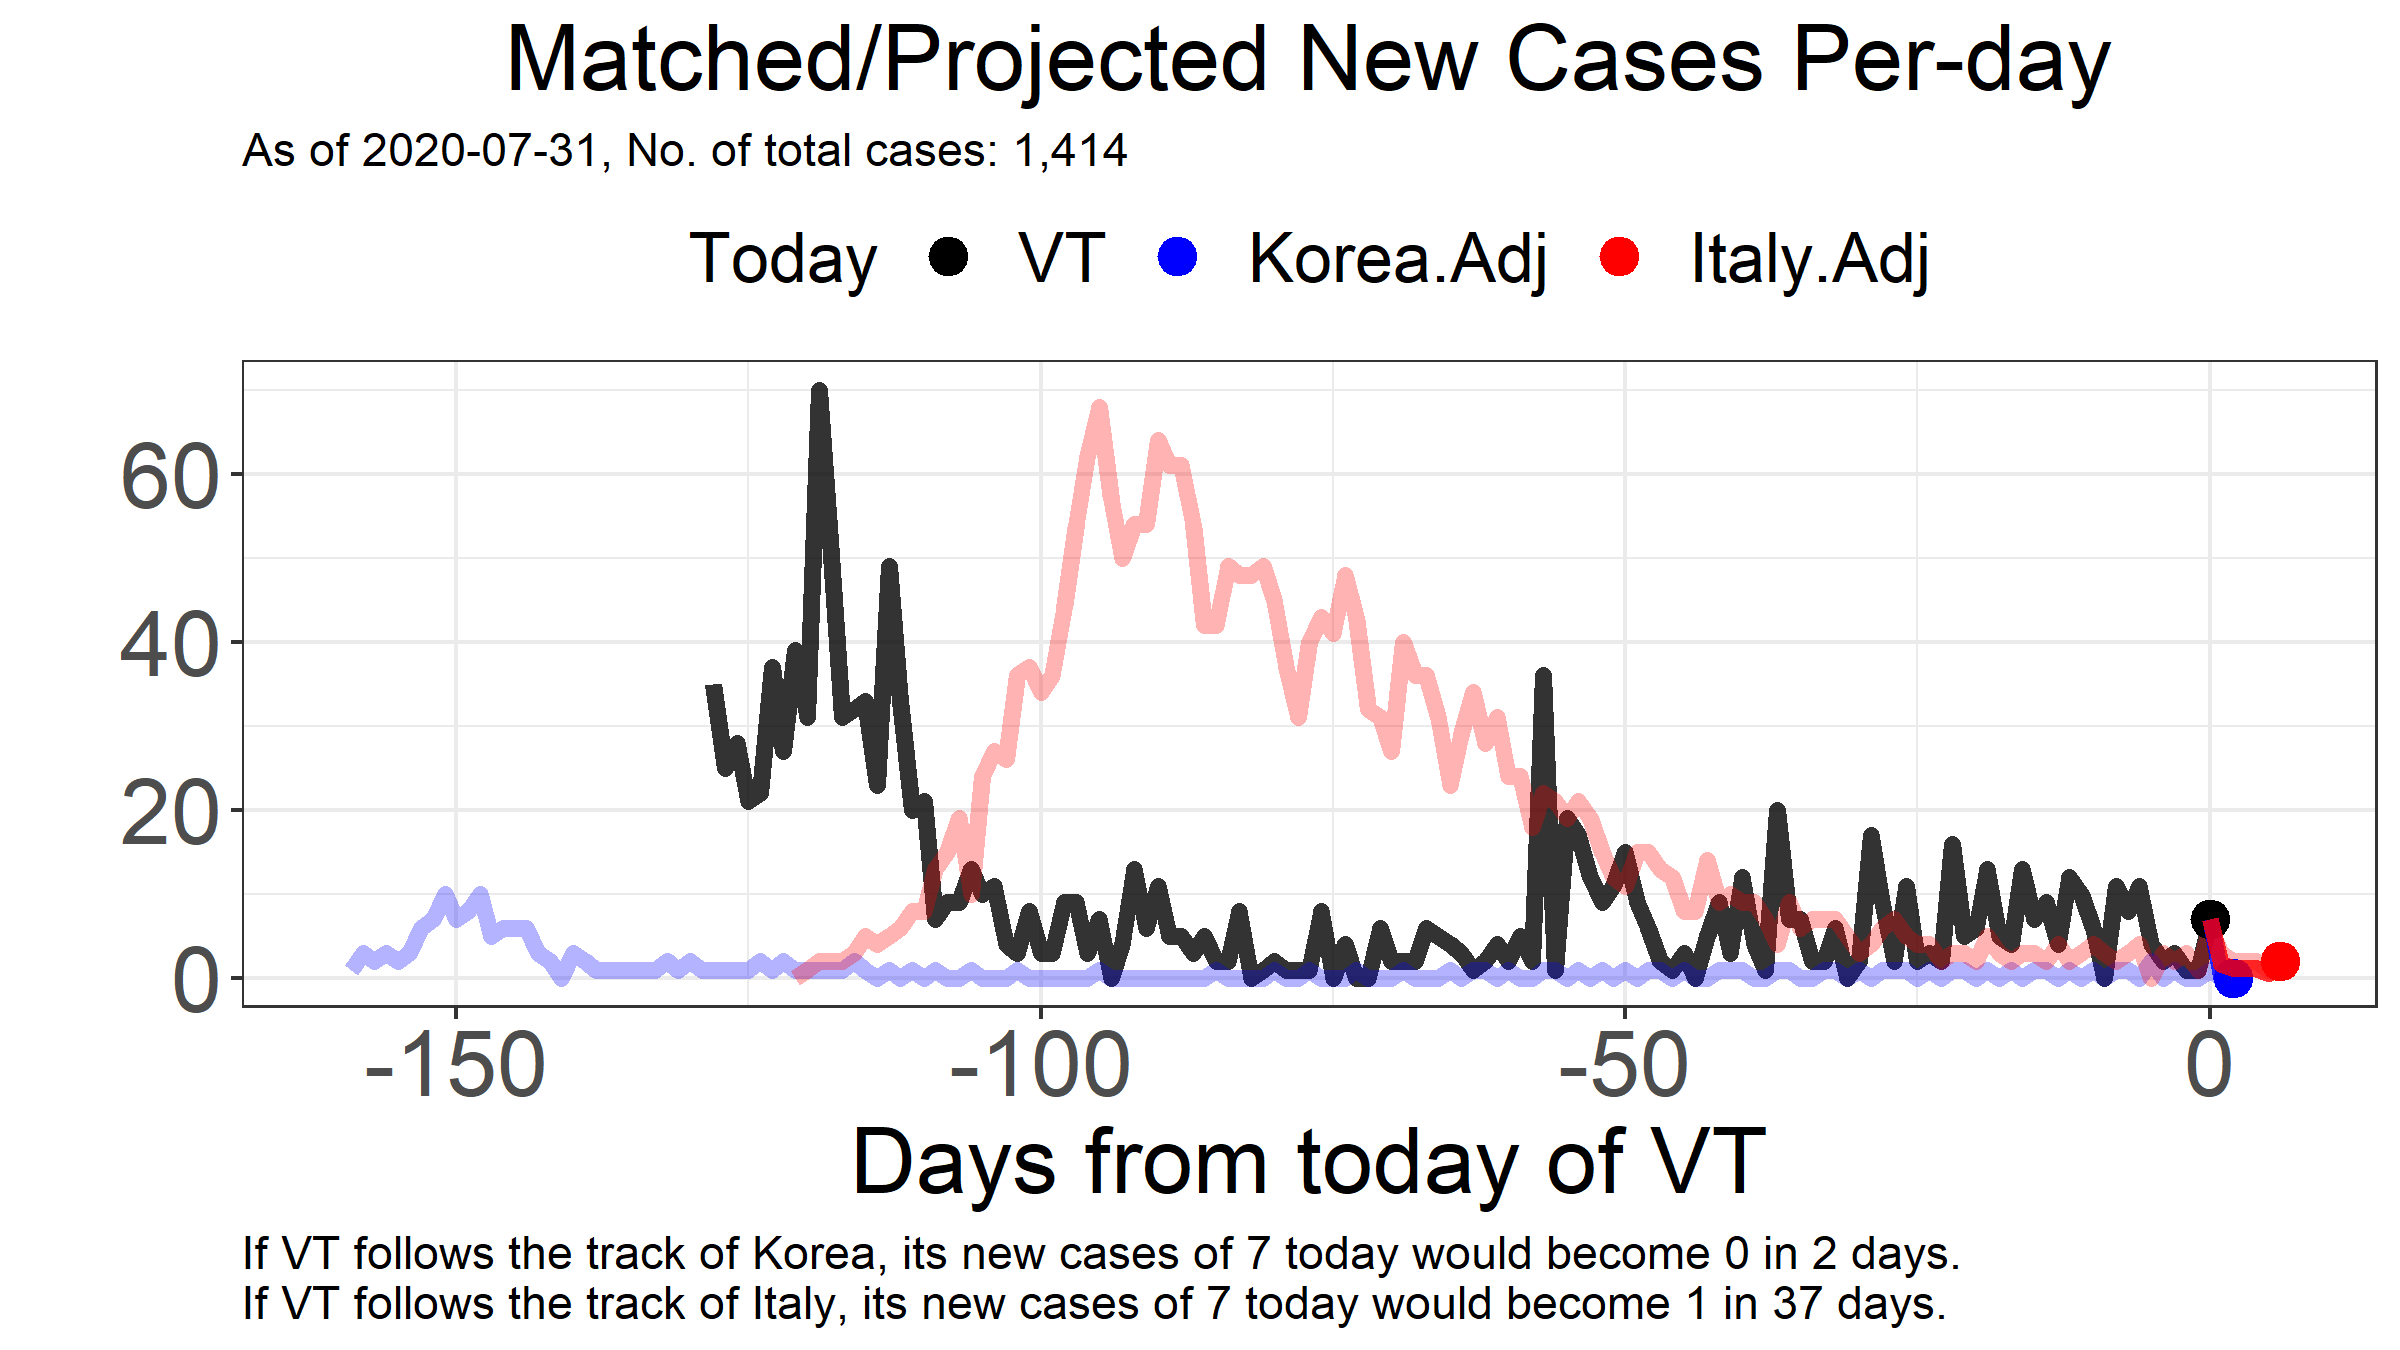 Matched/Projected New Cases Per-day
As of 2020-07-31, No. of total cases: 1,414
Today VT Korea.Adj Italy.Adj
60
40
20
0
-150 -100 -50 0
Days from today of VT
If VT follows the track of Korea, its new cases of 7 today would become 0 in 2 days.
If VT follows the track of Italy, its new cases of 7 today would become 1 in 37 days.